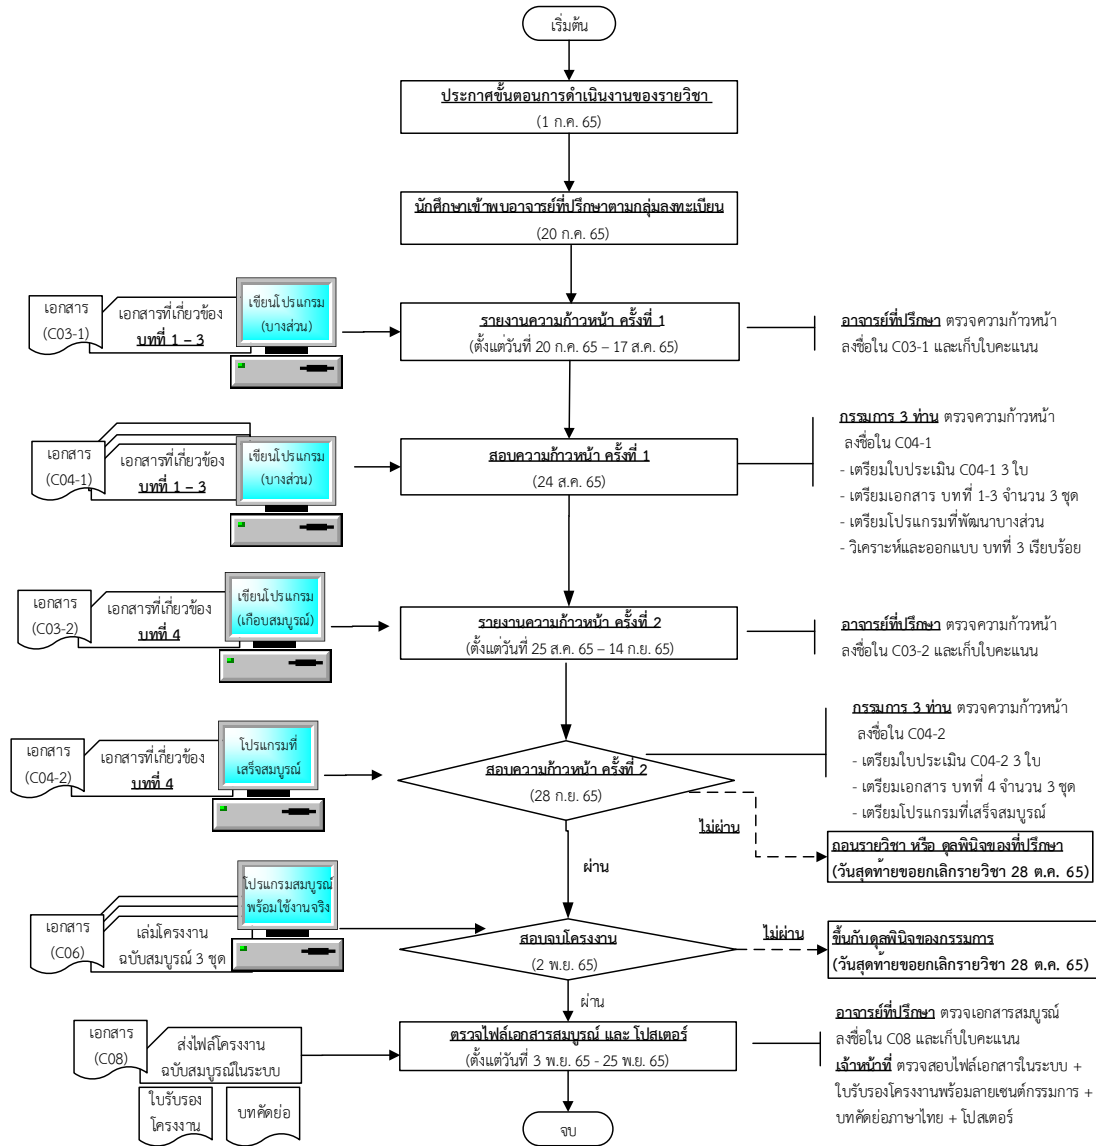 เริ่มต้น
ประกาศขั้นตอนการดำเนินงานของรายวิชา
(1 ก.ค. 65)
นักศึกษาเข้าพบอาจารย์ที่ปรึกษาตามกลุ่มลงทะเบียน
(20 ก.ค. 65)
เอกสาร
(C03-1)
เอกสารที่เกี่ยวข้อง
บทที่ 1 – 3
เขียนโปรแกรม
(บางส่วน)
รายงานความก้าวหน้า ครั้งที่ 1
(ตั้งแต่วันที่ 20 ก.ค. 65 – 17 ส.ค. 65)
อาจารย์ที่ปรึกษา ตรวจความก้าวหน้า
ลงชื่อใน C03-1 และเก็บใบคะแนน
เอกสาร
(C04-1)
เอกสารที่เกี่ยวข้อง
บทที่ 1 – 3
เขียนโปรแกรม
(บางส่วน)
สอบความก้าวหน้า ครั้งที่ 1
(24 ส.ค. 65)
กรรมการ 3 ท่าน ตรวจความก้าวหน้า
ลงชื่อใน C04-1
- เตรียมใบประเมิน C04-1 3 ใบ
- เตรียมเอกสาร บทที่ 1-3 จำนวน 3 ชุด
- เตรียมโปรแกรมที่พัฒนาบางส่วน
- วิเคราะห์และออกแบบ บทที่ 3 เรียบร้อย
เอกสาร
(C03-2)
เอกสารที่เกี่ยวข้อง
บทที่ 4
เขียนโปรแกรม
(เกือบสมบูรณ์)
รายงานความก้าวหน้า ครั้งที่ 2
(ตั้งแต่วันที่ 25 ส.ค. 65 – 14 ก.ย. 65)
อาจารย์ที่ปรึกษา ตรวจความก้าวหน้า
ลงชื่อใน C03-2 และเก็บใบคะแนน
เอกสาร
(C04-2)
เอกสารที่เกี่ยวข้อง
บทที่ 4
โปรแกรมที่
เสร็จสมบูรณ์
สอบความก้าวหน้า ครั้งที่ 2
(28 ก.ย. 65)
กรรมการ 3 ท่าน ตรวจความก้าวหน้า
ลงชื่อใน C04-2
- เตรียมใบประเมิน C04-2 3 ใบ
- เตรียมเอกสาร บทที่ 4 จำนวน 3 ชุด
- เตรียมโปรแกรมที่เสร็จสมบูรณ์
ไม่ผ่าน
ถอนรายวิชา หรือ ดุลพินิจของที่ปรึกษา
(วันสุดท้ายขอยกเลิกรายวิชา 28 ต.ค. 65)
ผ่าน
เอกสาร
(C06)
เล่มโครงงาน
ฉบับสมบูรณ์ 3 ชุด
โปรแกรมสมบูรณ์
พร้อมใช้งานจริง
สอบจบโครงงาน
(2 พ.ย. 65)
ไม่ผ่าน
ขึ้นกับดุลพินิจของกรรมการ
(วันสุดท้ายขอยกเลิกรายวิชา 28 ต.ค. 65)
ผ่าน
เอกสาร
(C08)
ส่งไฟล์โครงงาน
ฉบับสมบูรณ์ในระบบ
ใบรับรอง
โครงงาน
บทคัดย่อ
ตรวจไฟล์เอกสารสมบูรณ์ และ โปสเตอร์
(ตั้งแต่วันที่ 3 พ.ย. 65 - 25 พ.ย. 65)
อาจารย์ที่ปรึกษา ตรวจเอกสารสมบูรณ์
ลงชื่อใน C08 และเก็บใบคะแนน
เจ้าหน้าที่ ตรวจสอบไฟล์เอกสารในระบบ +
ใบรับรองโครงงานพร้อมลายเซนต์กรรมการ +
บทคัดย่อภาษาไทย + โปสเตอร์
จบ